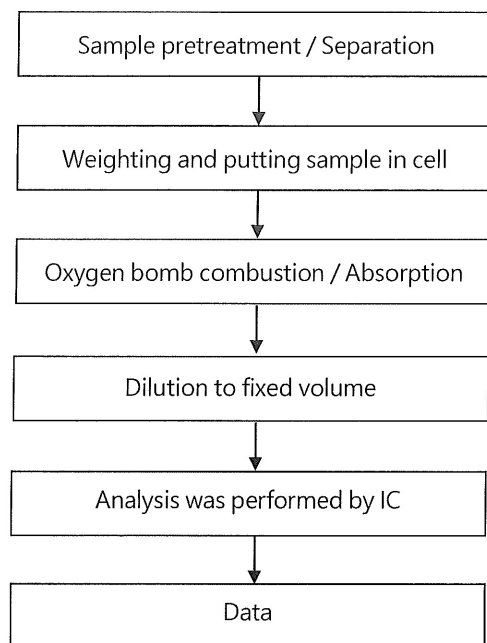 Sample pretreatment / Separation
Weighting and putting sample in cell
Oxygen bomb combustion / Absorption
Dilution to fixed volume
Analysis was performed by IC
Data